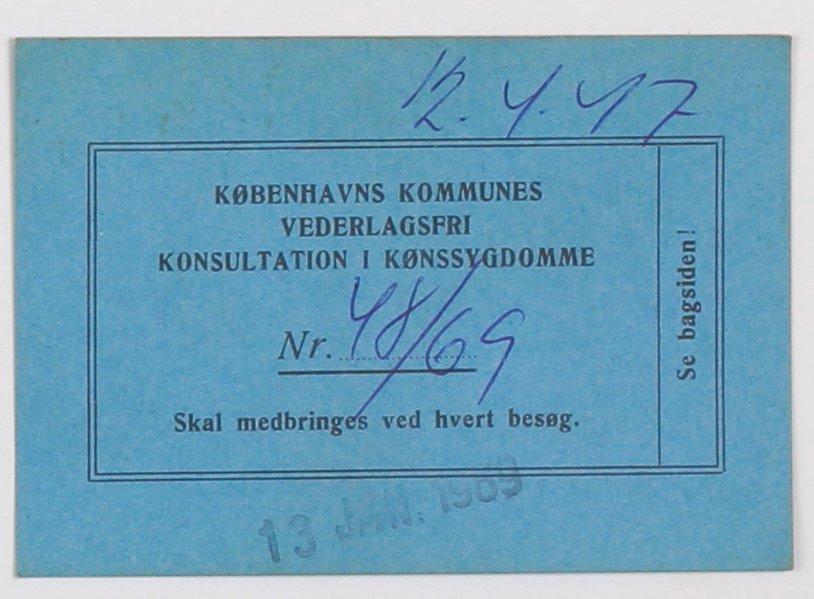 12.4.47
KØBENHAVNS KOMMUNES
VEDERLAGSFRI
KONSULTATION I KØNSSYGDOMME
Nr. 48/69
Skal medbringes ved hvert besøg.
Se bagsiden!
13 JAN. 1969